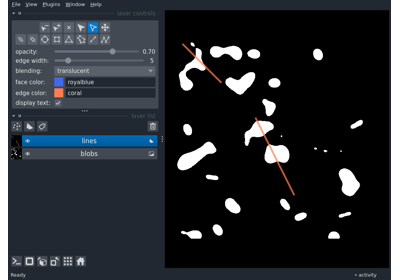 File View Plugins Window Help
layer controls
opacity: 0.70
edge width: 5
blending: translucent
face color: royalblue
edge color: coral
display text:
layer list
lines
blobs
Ready activity